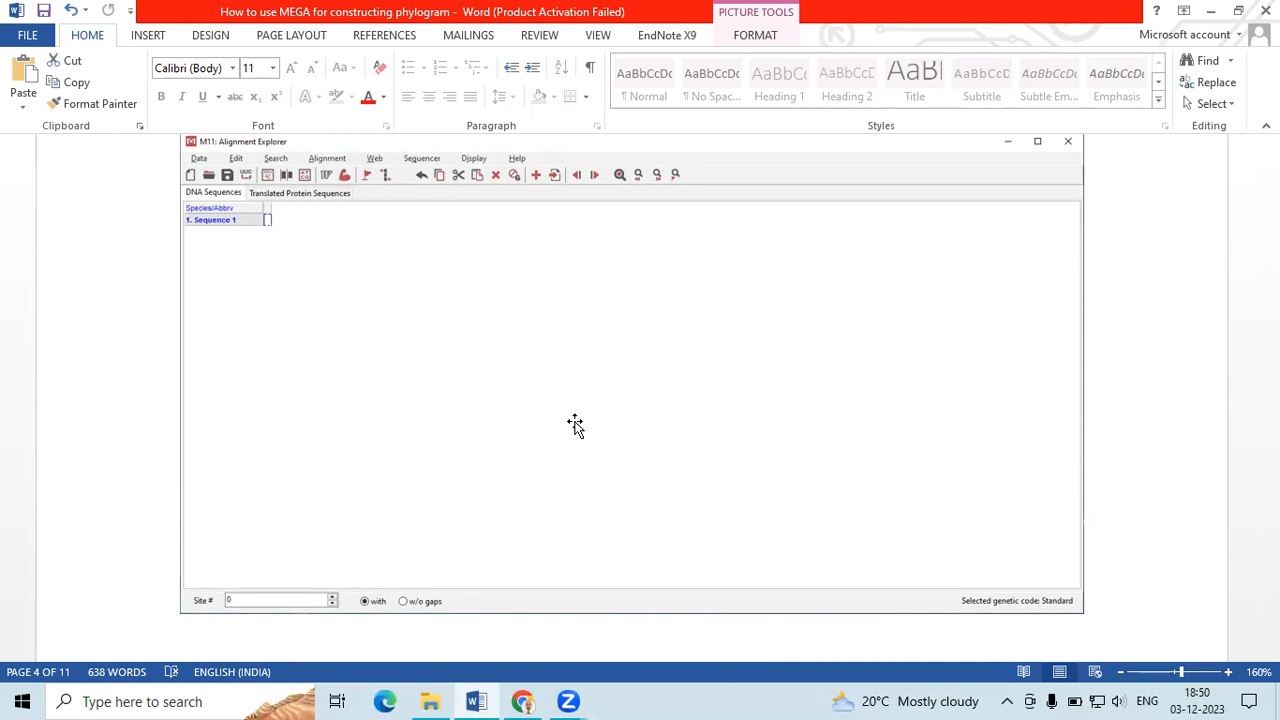 How to use MEGA for constructing phylogram - Word (Product Activation Failed)
PICTURE TOOLS
?
FILE HOME INSERT DESIGN PAGE LAYOUT REFERENCES MAILINGS REVIEW VIEW EndNote X9 FORMAT Microsoft account
Paste
Cut
Copy
Format Painter
Calibri (Body) 11
B I U abc X₂ X²
AaBbCcDc AaBbCcDc AaBbCc AaBbCcD AaBl AaBbCcD AaBbCcDc AaBbCcDc
¶ Normal ¶ No Spac... Heading 1 Heading 2 Title Subtitle Subtle Em... Emphasis
Find
Replace
Select
Clipboard Font Paragraph Styles Editing
M11: Alignment Explorer
Data Edit Search Alignment Web Sequencer Display Help
DNA Sequences Translated Protein Sequences
Species/Abbrv
1. Sequence 1
Site # 0 with w/o gaps Selected genetic code: Standard
PAGE 4 OF 11 638 WORDS ENGLISH (INDIA) 160%
Type here to search
20°C Mostly cloudy
ENG
18:50
03-12-2023